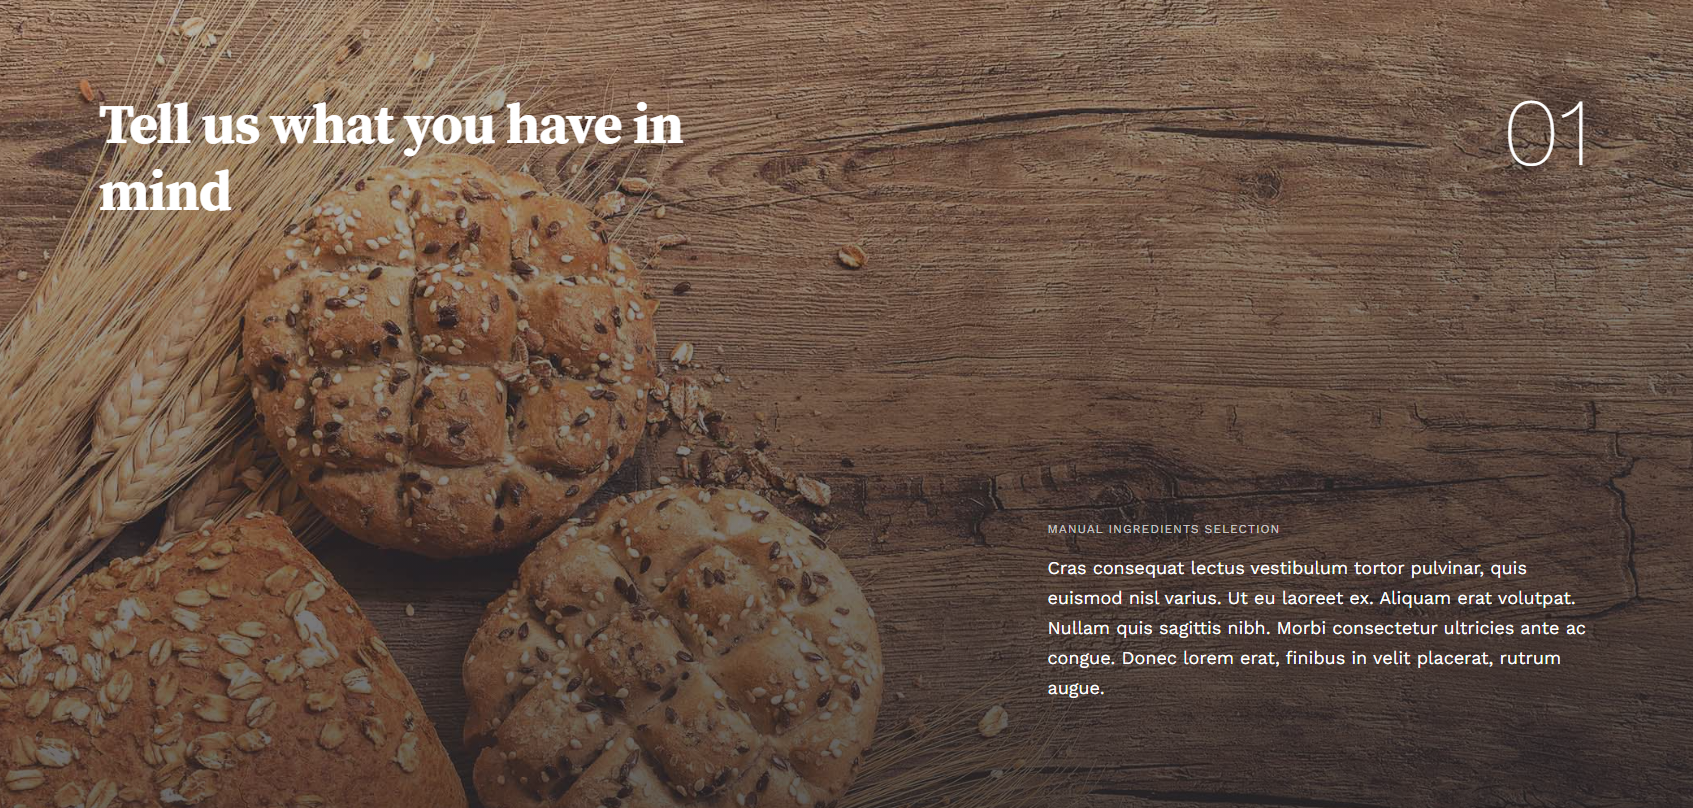 Tell us what you have in
mind
01
MANUAL INGREDIENTS SELECTION
Cras consequat lectus vestibulum tortor pulvinar, quis
euismod nisl varius. Ut eu laoreet ex. Aliquam erat volutpat.
Nullam quis sagittis nibh. Morbi consectetur ultricies ante ac
congue. Donec lorem erat, finibus in velit placerat, rutrum
augue.